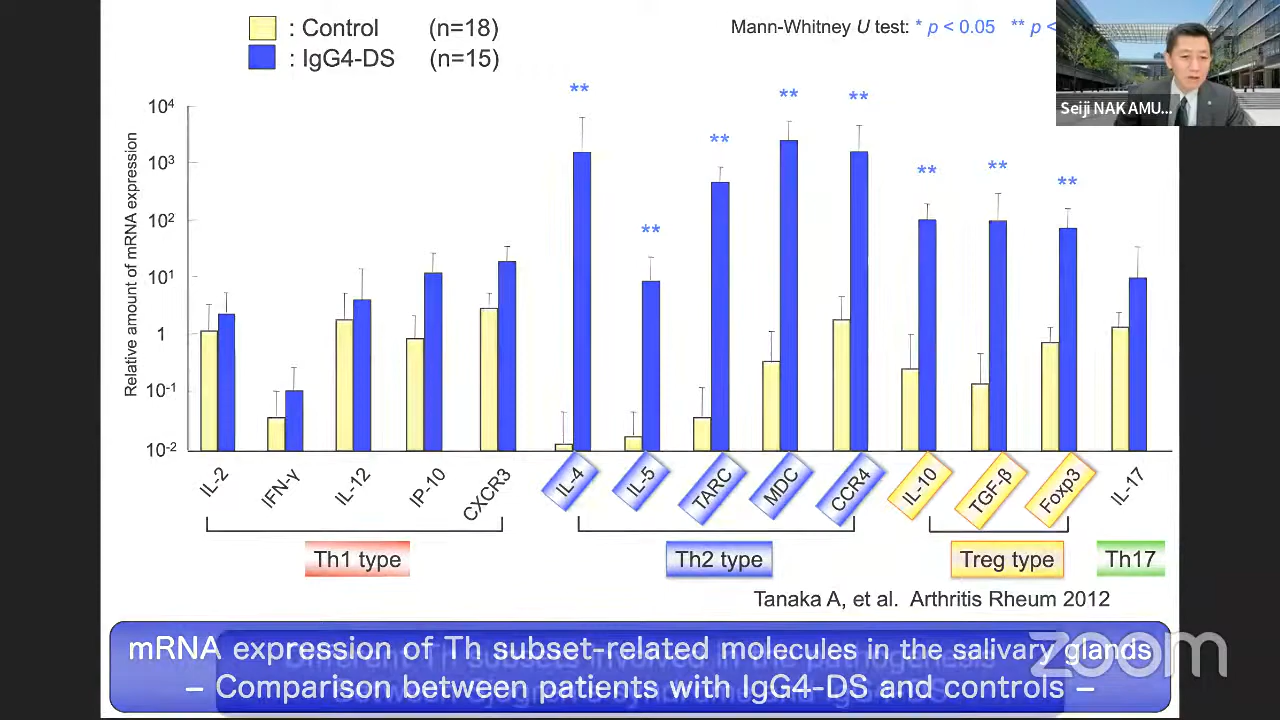 : Control (n=18)
: IgG4-DS (n=15)
Mann-Whitney U test: * p < 0.05 ** p <
Seiji NAKAMU...
Relative amount of mRNA expression
10⁴
10³
10²
10¹
1
10⁻¹
10⁻²
** ** ** ** ** ** ** **
IL-2 IFN-γ IL-12 IP-10 CXCR3 IL-4 IL-5 TARC MDC CCR4 IL-10 TGF-β Foxp3 IL-17
Th1 type Th2 type Treg type Th17
Tanaka A, et al. Arthritis Rheum 2012
mRNA expression of Th subset-related molecules in the salivary glands
– Comparison between patients with IgG4-DS and controls –
zoom